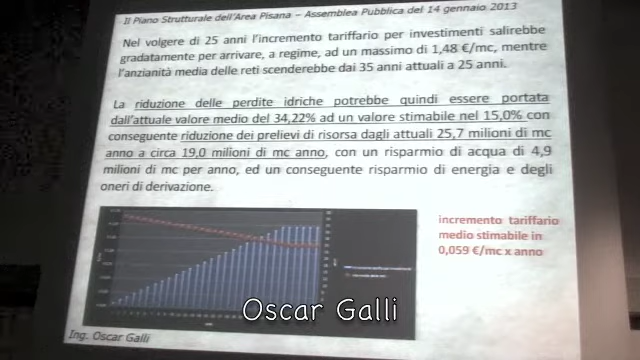 Il Piano Strutturale dell'Area Pisana – Assemblea Pubblica del 14 gennaio 2013
Nel volgere di 25 anni l'incremento tariffario per investimenti salirebbe
gradatamente per arrivare, a regime, ad un massimo di 1,48 €/mc, mentre
l'anzianità media delle reti scenderebbe dai 35 anni attuali a 25 anni.
La riduzione delle perdite idriche potrebbe quindi essere portata
dall'attuale valore medio del 34,22% ad un valore stimabile nel 15,0% con
conseguente riduzione dei prelievi di risorsa dagli attuali 25,7 milioni di mc
anno a circa 19,0 milioni di mc anno, con un risparmio di acqua di 4,9
milioni di mc per anno, ed un conseguente risparmio di energia e degli
oneri di derivazione.
incremento tariffario
medio stimabile in
0,059 €/mc x anno
Oscar Galli
Ing. Oscar Galli